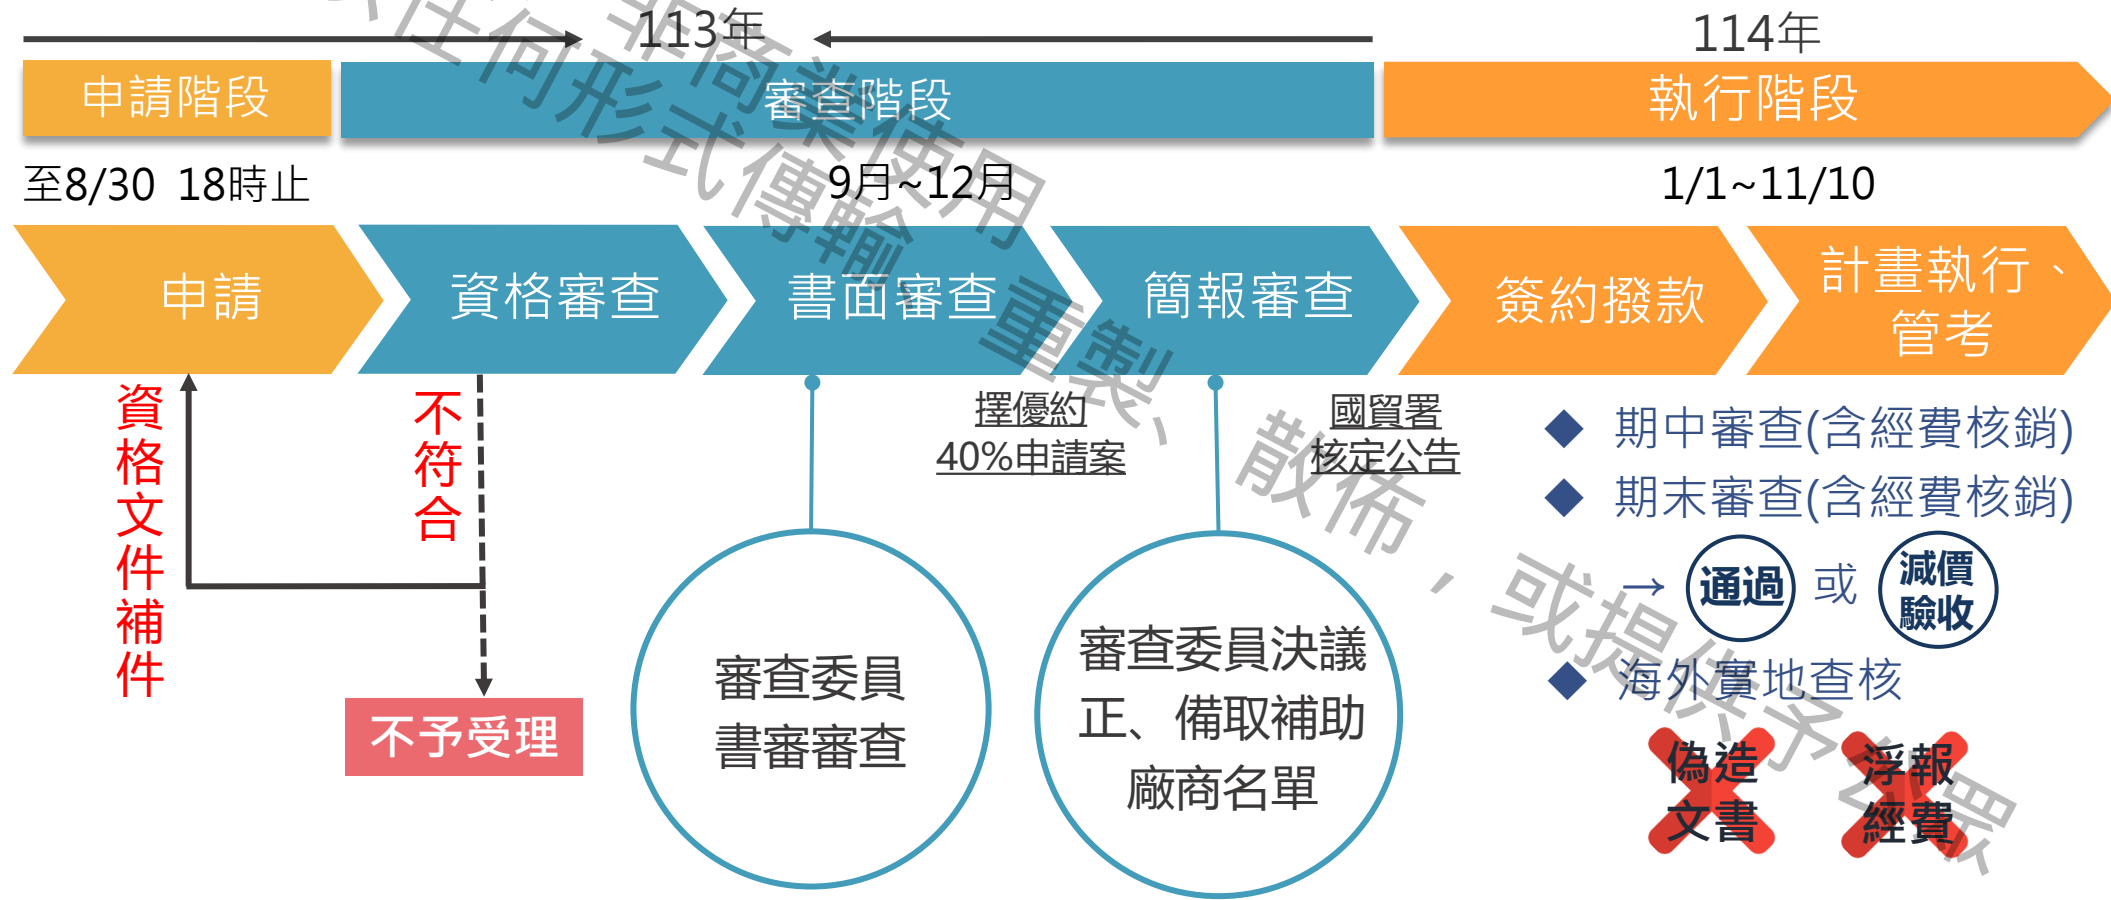 113年
114年
申請階段
審查階段
執行階段
至8/30 18時止
9月~12月
1/1~11/10
申請
資格審查
書面審查
簡報審查
簽約撥款
計畫執行、
管考
資格文件補件
不符合
不予受理
擇優約
40%申請案
國貿署
核定公告
審查委員
書審審查
審查委員決議
正、備取補助
廠商名單
◆ 期中審查(含經費核銷)
◆ 期末審查(含經費核銷)
→ 通過 或 減價
驗收
◆ 海外實地查核
偽造
文書
浮報
經費
非商業使用
任何形式傳輸、重製、散佈，或提供予公眾